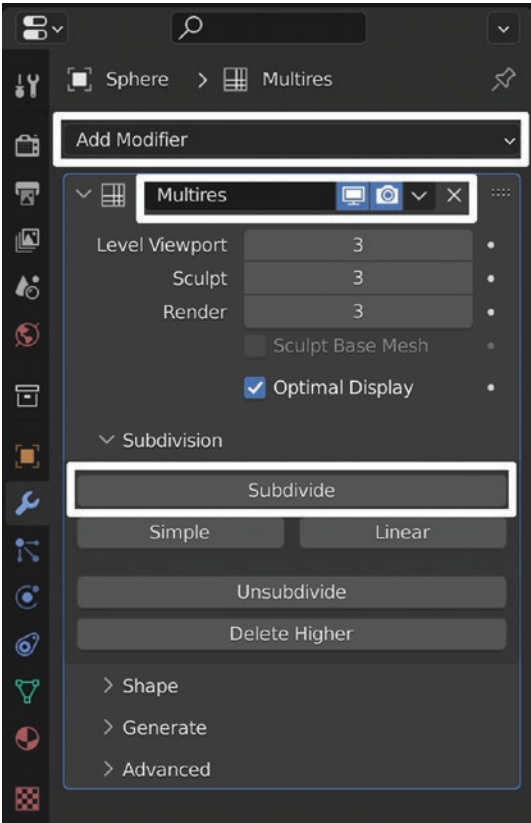 Sphere > Multires
Add Modifier
Multires
Level Viewport 3
Sculpt 3
Render 3
Sculpt Base Mesh
Optimal Display
Subdivision
Subdivide
Simple Linear
Unsubdivide
Delete Higher
Shape
Generate
Advanced